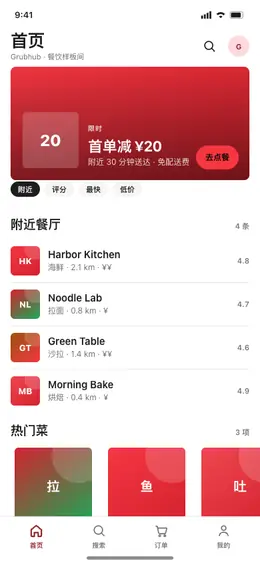 9:41
首页
Grubhub · 餐饮样板间
G
20
限时
首单减 ¥20
附近 30 分钟送达 · 免配送费
去点餐
附近
评分
最快
低价
附近餐厅
4 条
HK
Harbor Kitchen
海鲜 · 2.1 km · ¥¥
4.8
NL
Noodle Lab
拉面 · 0.8 km · ¥
4.7
GT
Green Table
沙拉 · 1.4 km · ¥¥
4.6
MB
Morning Bake
烘焙 · 0.4 km · ¥
4.9
热门菜
3 项
拉
鱼
吐
首页
搜索
订单
我的